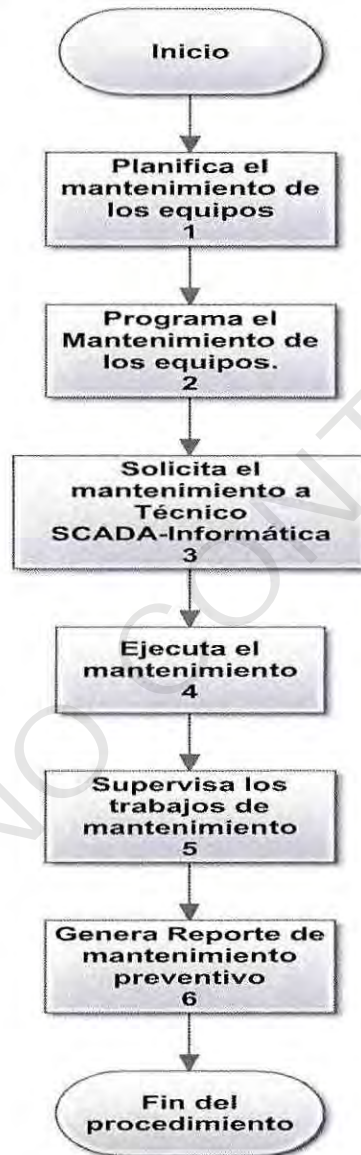 Inicio
Planifica el
mantenimiento de
los equipos
1
Programa el
Mantenimiento de
los equipos.
2
Solicita el
mantenimiento a
Técnico
SCADA-Informática
3
Ejecuta el
mantenimiento
4
Supervisa los
trabajos de
mantenimiento
5
Genera Reporte de
mantenimiento
preventivo
6
Fin del
procedimiento
NO CONT